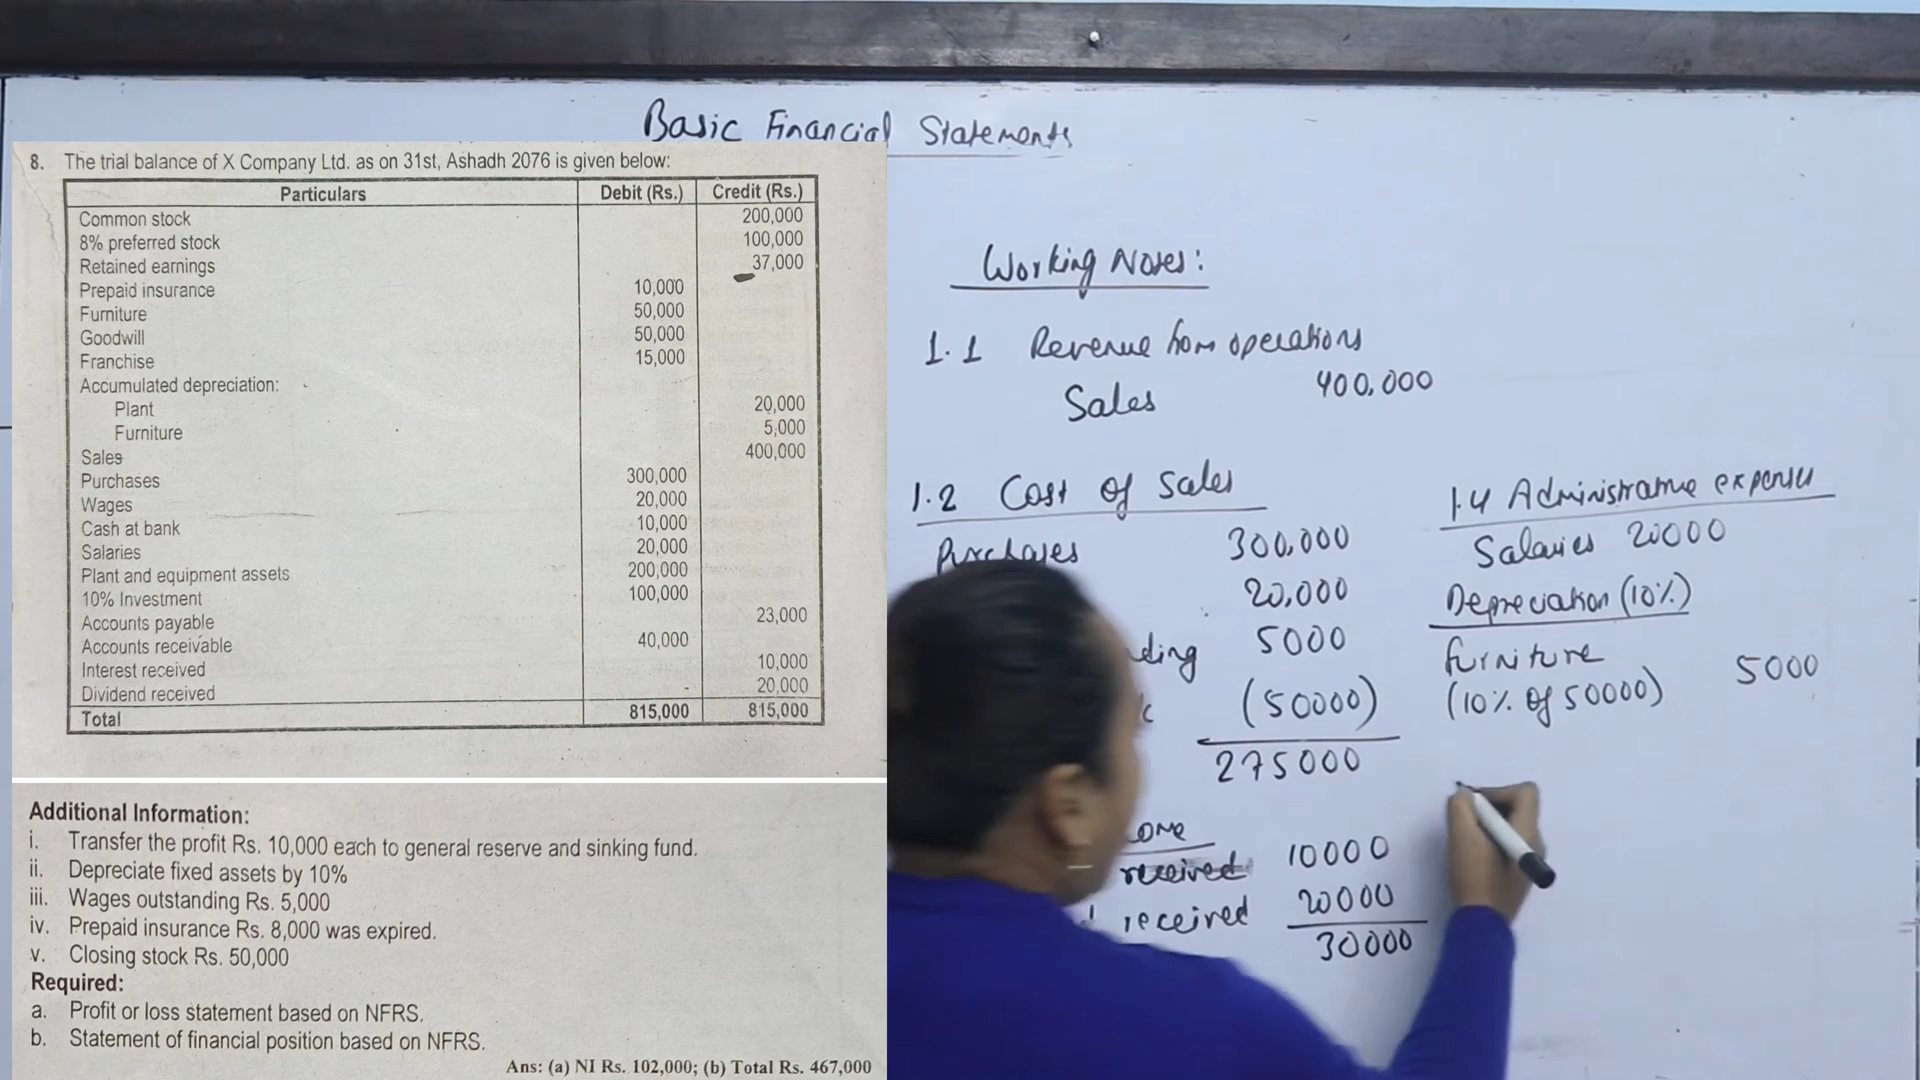 Basic Financial Statements
8. The trial balance of X Company Ltd. as on 31st, Ashadh 2076 is given below:
Particulars Debit (Rs.) Credit (Rs.)
Common stock 200,000
8% preferred stock 100,000
Retained earnings 37,000
Prepaid insurance 10,000
Furniture 50,000
Goodwill 50,000
Franchise 15,000
Accumulated depreciation:
Plant 20,000
Furniture 5,000
Sales 400,000
Purchases 300,000
Wages 20,000
Cash at bank 10,000
Salaries 20,000
Plant and equipment assets 200,000
10% Investment 100,000
Accounts payable 23,000
Accounts receivable 40,000
Interest received 10,000
Dividend received - 20,000
Total 815,000 815,000
Additional Information:
i. Transfer the profit Rs. 10,000 each to general reserve and sinking fund.
ii. Depreciate fixed assets by 10%
iii. Wages outstanding Rs. 5,000
iv. Prepaid insurance Rs. 8,000 was expired.
v. Closing stock Rs. 50,000
Required:
a. Profit or loss statement based on NFRS.
b. Statement of financial position based on NFRS.
Ans: (a) NI Rs. 102,000; (b) Total Rs. 467,000
Working Notes:
1.1 Revenue from operations
Sales 400,000
1.2 Cost of Sales
Purchases 300,000
20,000
5000
(50000)
275000
received 10000
received 20000
30000
1.4 Administrative expenses
Salaries 20000
Depreciation (10%)
furniture
(10% of 50000) 5000